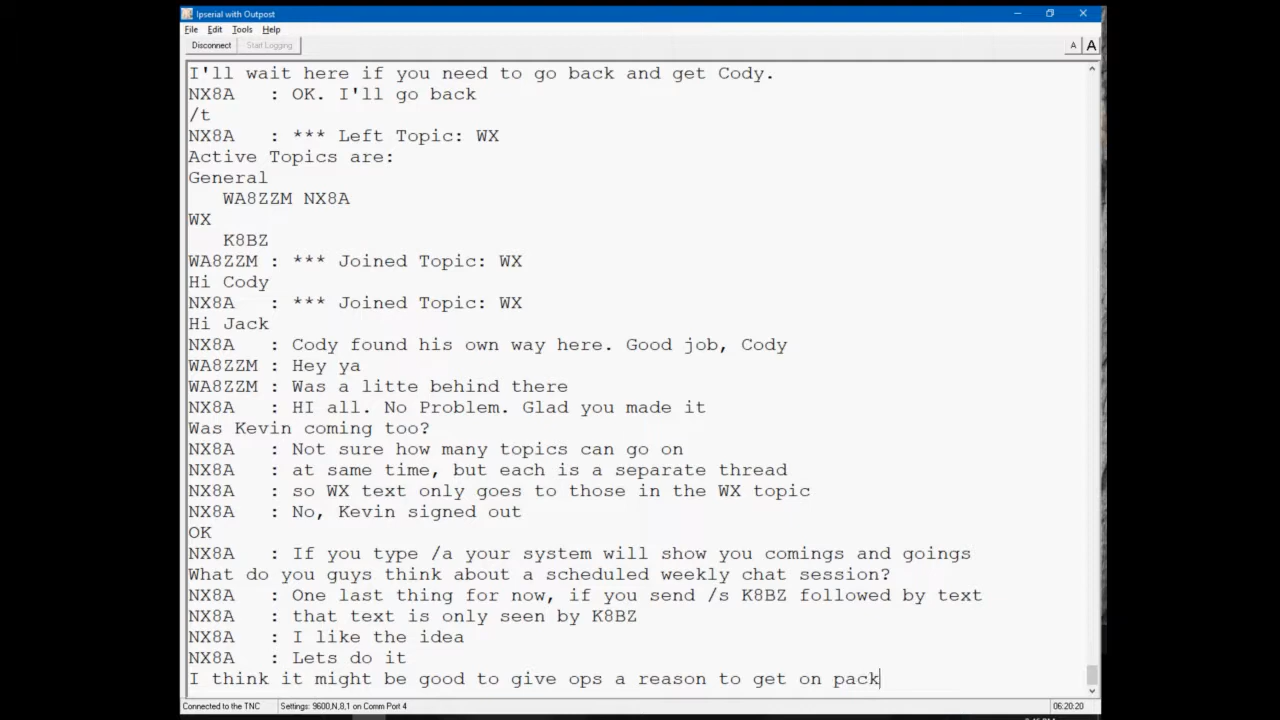 Ipserial with Outpost
File Edit Tools Help
Disconnect Start Logging A A
I'll wait here if you need to go back and get Cody.
NX8A : OK. I'll go back
/t
NX8A : *** Left Topic: WX
Active Topics are:
General
WA8ZZM NX8A
WX
K8BZ
WA8ZZM : *** Joined Topic: WX
Hi Cody
NX8A : *** Joined Topic: WX
Hi Jack
NX8A : Cody found his own way here. Good job, Cody
WA8ZZM : Hey ya
WA8ZZM : Was a litte behind there
NX8A : HI all. No Problem. Glad you made it
Was Kevin coming too?
NX8A : Not sure how many topics can go on
NX8A : at same time, but each is a separate thread
NX8A : so WX text only goes to those in the WX topic
NX8A : No, Kevin signed out
OK
NX8A : If you type /a your system will show you comings and goings
What do you guys think about a scheduled weekly chat session?
NX8A : One last thing for now, if you send /s K8BZ followed by text
NX8A : that text is only seen by K8BZ
NX8A : I like the idea
NX8A : Lets do it
I think it might be good to give ops a reason to get on pack
Connected to the TNC Settings: 9600,N,8,1 on Comm Port 4 06:20:20